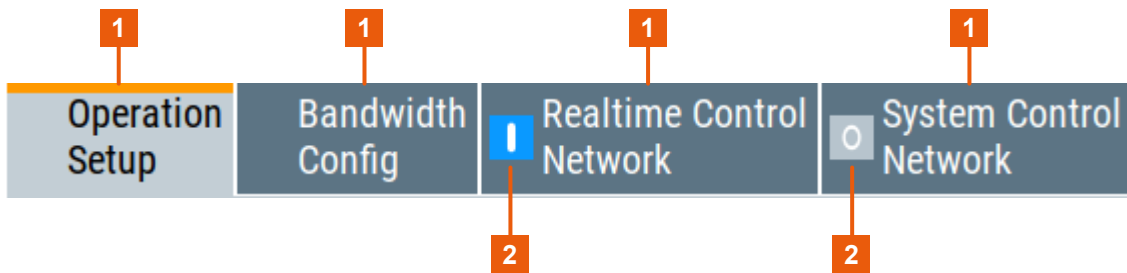 1 1 1 1
Operation Setup
Bandwidth Config
Realtime Control Network
System Control Network
2 2